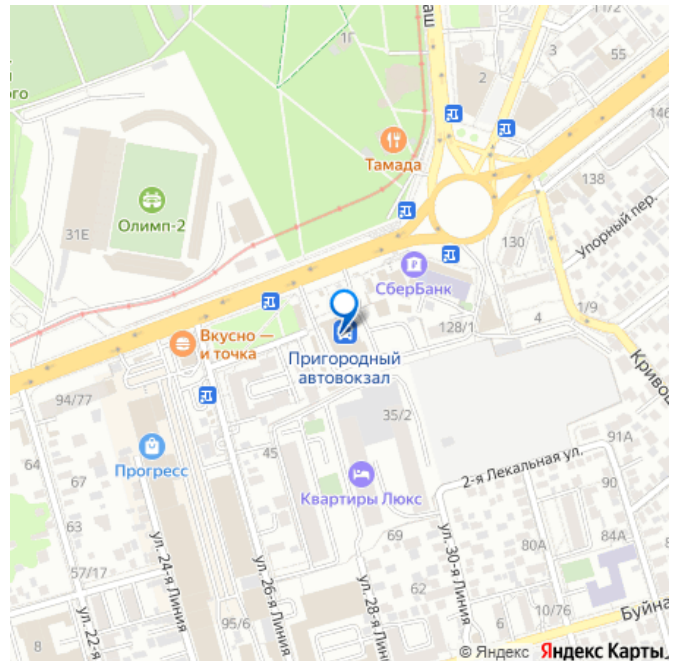 11/2
55
аш
1Г
2
ого
146
Тамада
138
31Е
Олимп-2
130
Упорный пер.
СберБанк
1/9
4
128/1
Вкусно —
и точка
Пригородный
автовокзал
94/77
35/2
45
91А
64
67
Прогресс
2-я Лекальная ул.
90
Квартиры Люкс
63
69
80А
84А
57/17
ул. 22-я
ул. 24-я Линия
ул. 26-я Линия
ул. 28-я Линия
ул. 30-я Линия
62
6
10/76
Буйна
8
95/6
© Яндекс Яндекс Карты